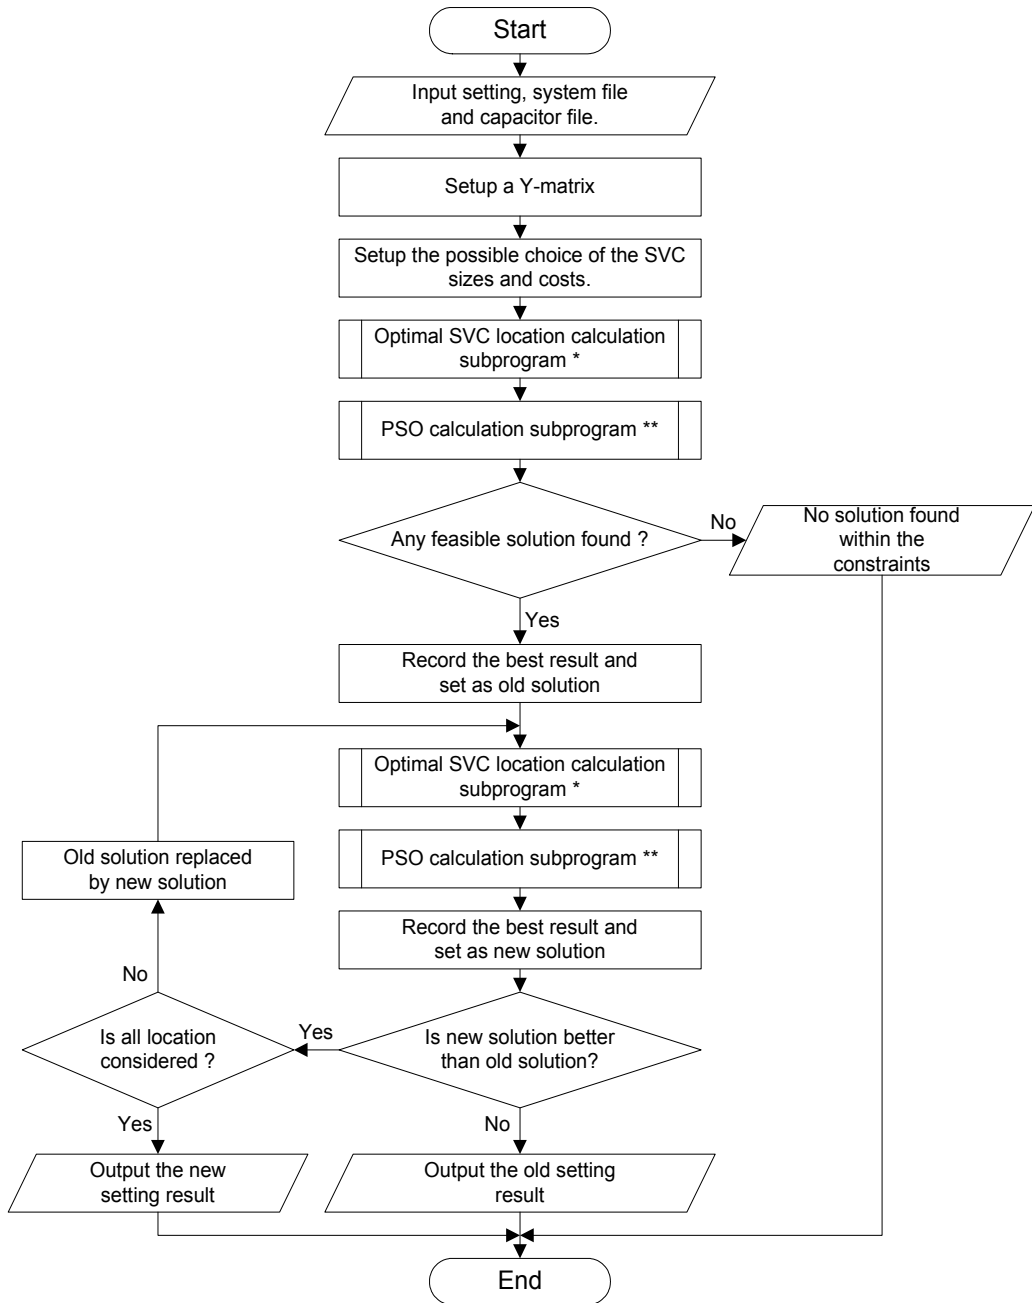 Start
Input setting, system file
and capacitor file.
Setup a Y-matrix
Setup the possible choice of the SVC
sizes and costs.
Optimal SVC location calculation
subprogram *
PSO calculation subprogram **
Any feasible solution found ?
No
No solution found
within the
constraints
Yes
Record the best result and
set as old solution
Optimal SVC location calculation
subprogram *
PSO calculation subprogram **
Old solution replaced
by new solution
Record the best result and
set as new solution
No
Is all location
considered ?
Yes
Is new solution better
than old solution?
Yes
No
Output the new
setting result
Output the old setting
result
End